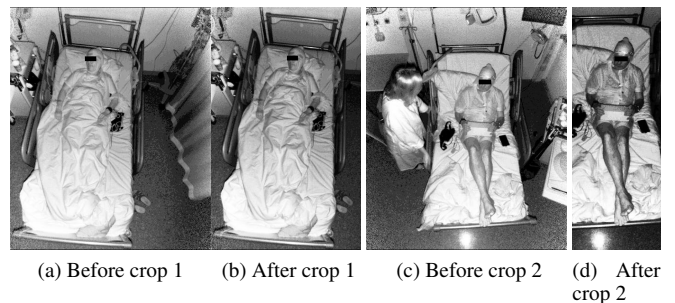 (a) Before crop 1
(b) After crop 1
(c) Before crop 2
(d) After
crop 2